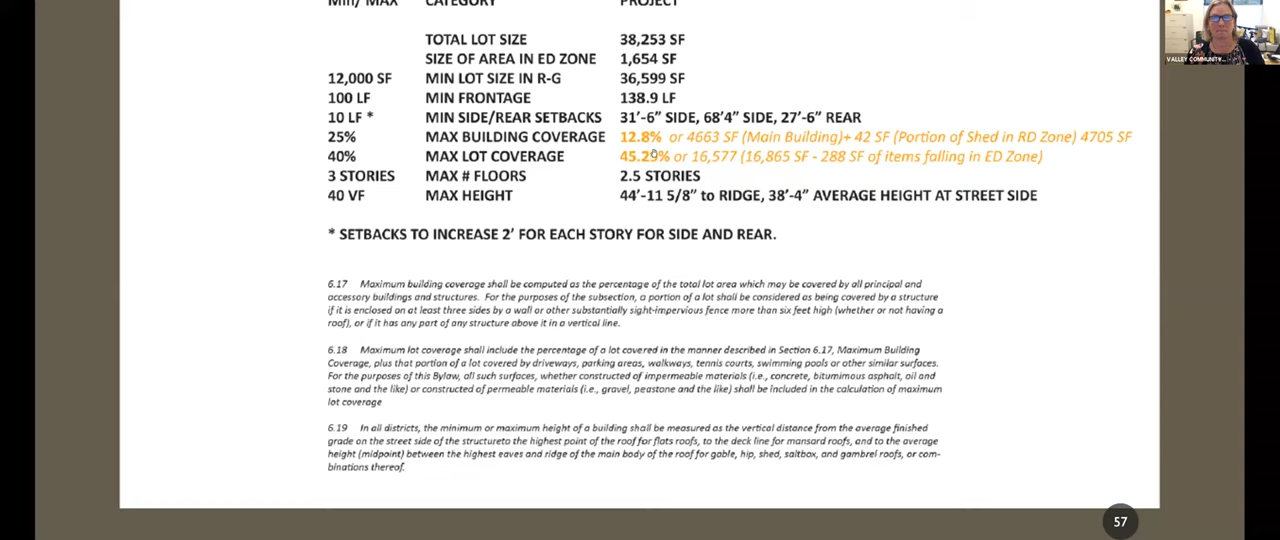 Min/ MAX CATEGORY PROJECT
TOTAL LOT SIZE 38,253 SF
SIZE OF AREA IN ED ZONE 1,654 SF
12,000 SF MIN LOT SIZE IN R-G 36,599 SF
100 LF MIN FRONTAGE 138.9 LF
10 LF * MIN SIDE/REAR SETBACKS 31'-6" SIDE, 68'4" SIDE, 27'-6" REAR
25% MAX BUILDING COVERAGE 12.8% or 4663 SF (Main Building)+ 42 SF (Portion of Shed in RD Zone) 4705 SF
40% MAX LOT COVERAGE 45.29% or 16,577 (16,865 SF - 288 SF of items falling in ED Zone)
3 STORIES MAX # FLOORS 2.5 STORIES
40 VF MAX HEIGHT 44'-11 5/8" to RIDGE, 38'-4" AVERAGE HEIGHT AT STREET SIDE
* SETBACKS TO INCREASE 2' FOR EACH STORY FOR SIDE AND REAR.
6.17 Maximum building coverage shall be computed as the percentage of the total lot area which may be covered by all principal and
accessory buildings and structures. For the purposes of the subsection, a portion of a lot shall be considered as being covered by a structure
if it is enclosed on at least three sides by a wall or other substantially sight-impervious fence more than six feet high (whether or not having a
roof), or if it has any part of any structure above it in a vertical line.
6.18 Maximum lot coverage shall include the percentage of a lot covered in the manner described in Section 6.17, Maximum Building
Coverage, plus that portion of a lot covered by driveways, parking areas, walkways, tennis courts, swimming pools or other similar surfaces.
For the purposes of this Bylaw, all such surfaces, whether constructed of impermeable materials (i.e., concrete, bituminous asphalt, oil and
stone and the like) or constructed of permeable materials (i.e., gravel, peastone and the like) shall be included in the calculation of maximum
lot coverage
6.19 In all districts, the minimum or maximum height of a building shall be measured as the vertical distance from the average finished
grade on the street side of the structureto the highest point of the roof for flats roofs, to the deck line for mansard roofs, and to the average
height (midpoint) between the highest eaves and ridge of the main body of the roof for gable, hip, shed, saltbox, and gambrel roofs, or com-
binations thereof.
57
VALLEY COMMUNITY